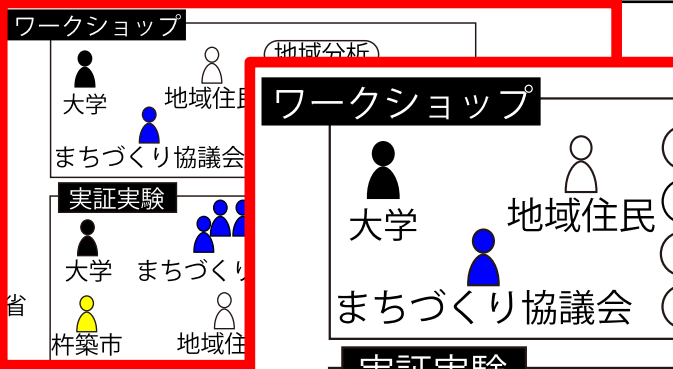 ワークショップ
地域分析
大学
地域住民
まちづくり協議会
実証実験
大学
まちづくり
省
杵築市
地域住
ワークショップ
大学
地域住民
まちづくり協議会
実証実験